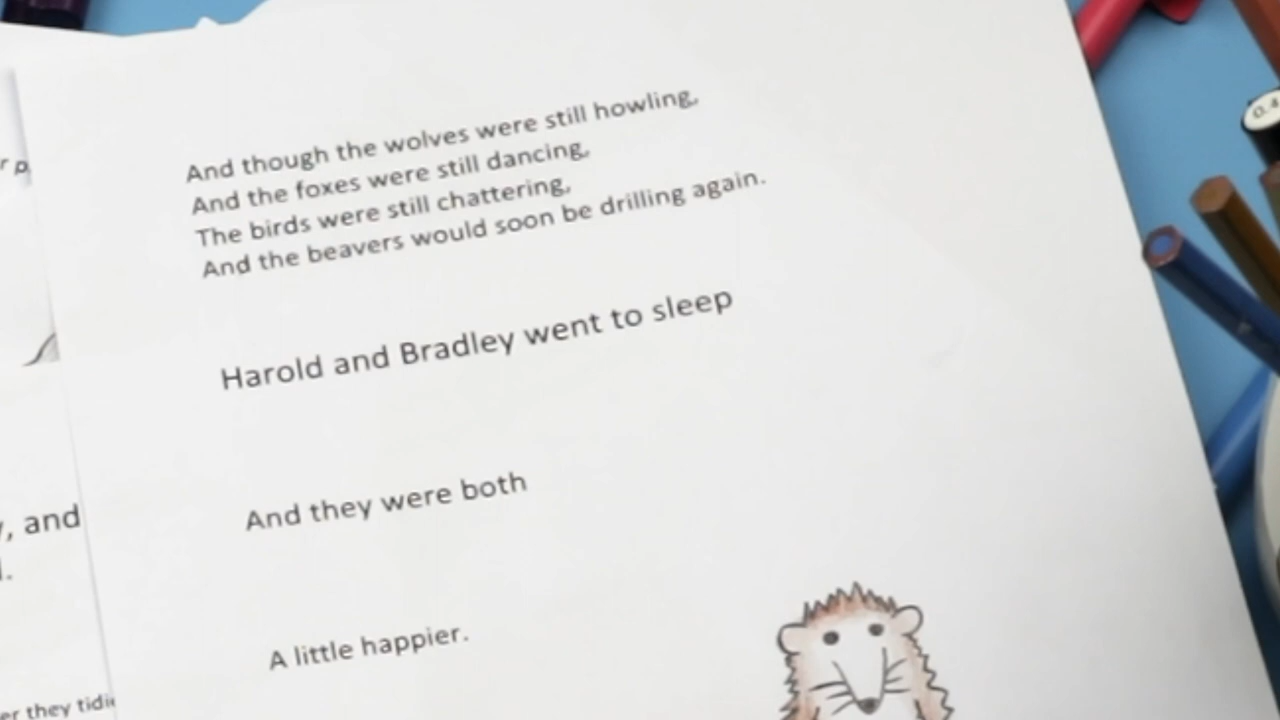 And though the wolves were still howling,
And the foxes were still dancing,
The birds were still chattering,
And the beavers would soon be drilling again.
Harold and Bradley went to sleep
And they were both
A little happier.
, and
er they
0.4